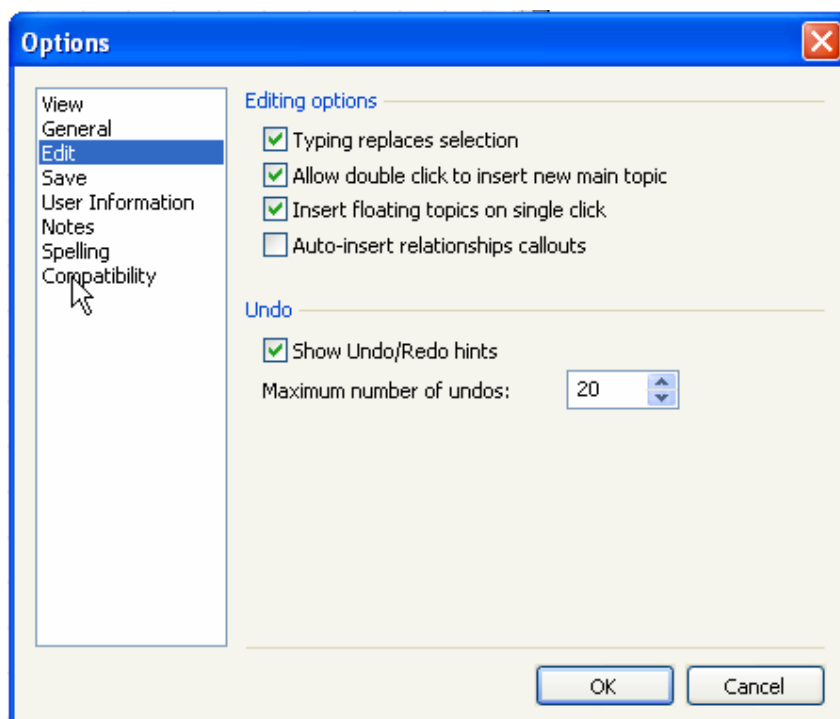 Options
View
General
Edit
Save
User Information
Notes
Spelling
Compatibility
Editing options
Typing replaces selection
Allow double click to insert new main topic
Insert floating topics on single click
Auto-insert relationships callouts
Undo
Show Undo/Redo hints
Maximum number of undos: 20
OK Cancel